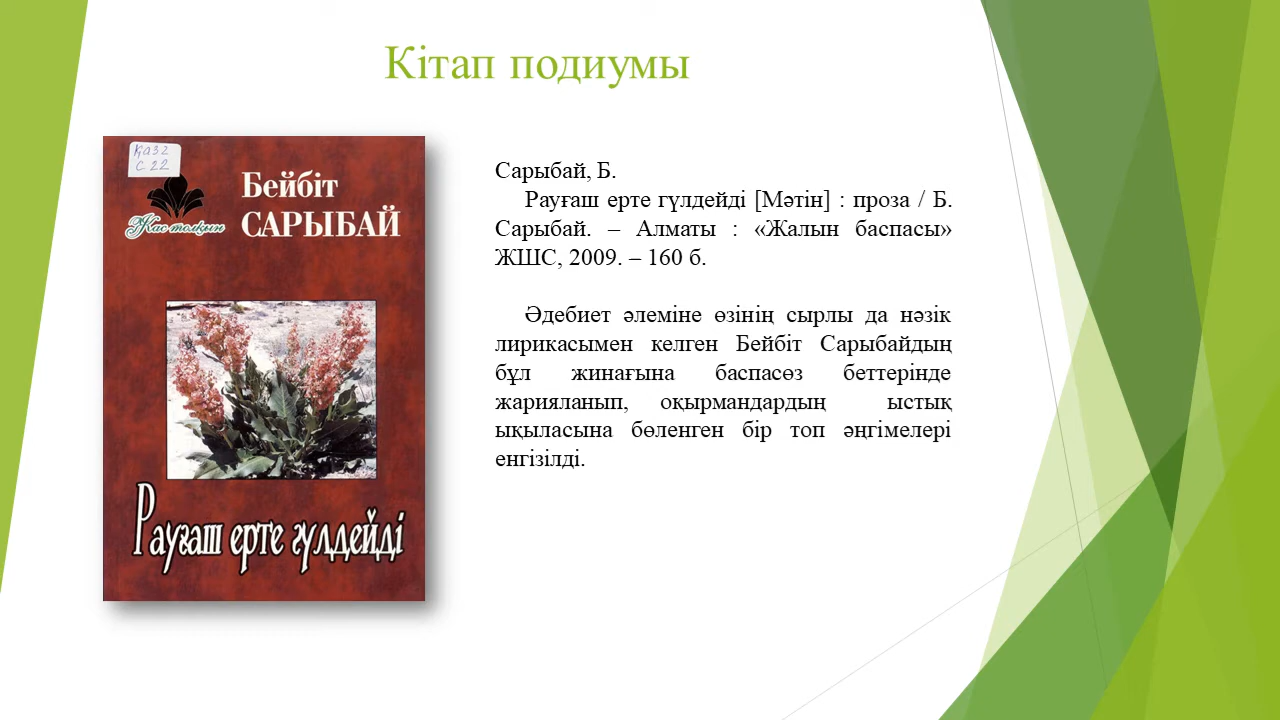 Кітап подиумы
ҚАЗ2
С 22
Бейбіт
САРЫБАЙ
Жас толқын
Рауғаш ерте гүлдейді
Сарыбай, Б.
Рауғаш ерте гүлдейді [Мәтін] : проза / Б.
Сарыбай. – Алматы : «Жалын баспасы»
ЖШС, 2009. – 160 б.
Әдебиет әлеміне өзінің сырлы да нәзік
лирикасымен келген Бейбіт Сарыбайдың
бұл жинағына баспасөз беттерінде
жарияланып, оқырмандардың ыстық
ықыласына бөленген бір топ әңгімелері
енгізілді.